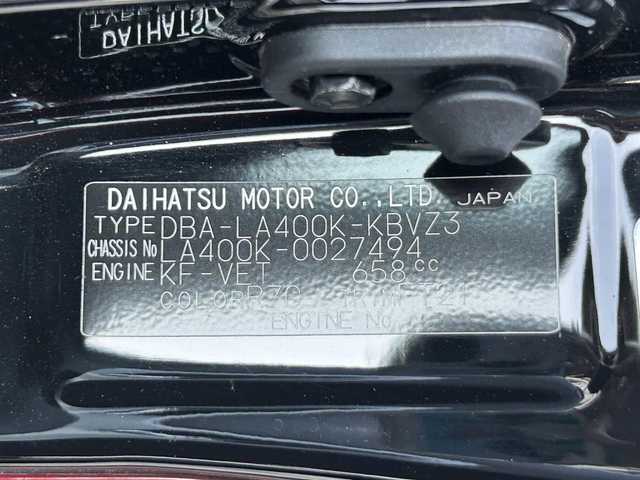 DAIHATSU MOTOR CO.,LTD. JAPAN
TYPE DBA-LA400K-KBVZ3
CHASSIS No LA400K-0027494
ENGINE KF-VET 658cc
COLOR
ENGINE No